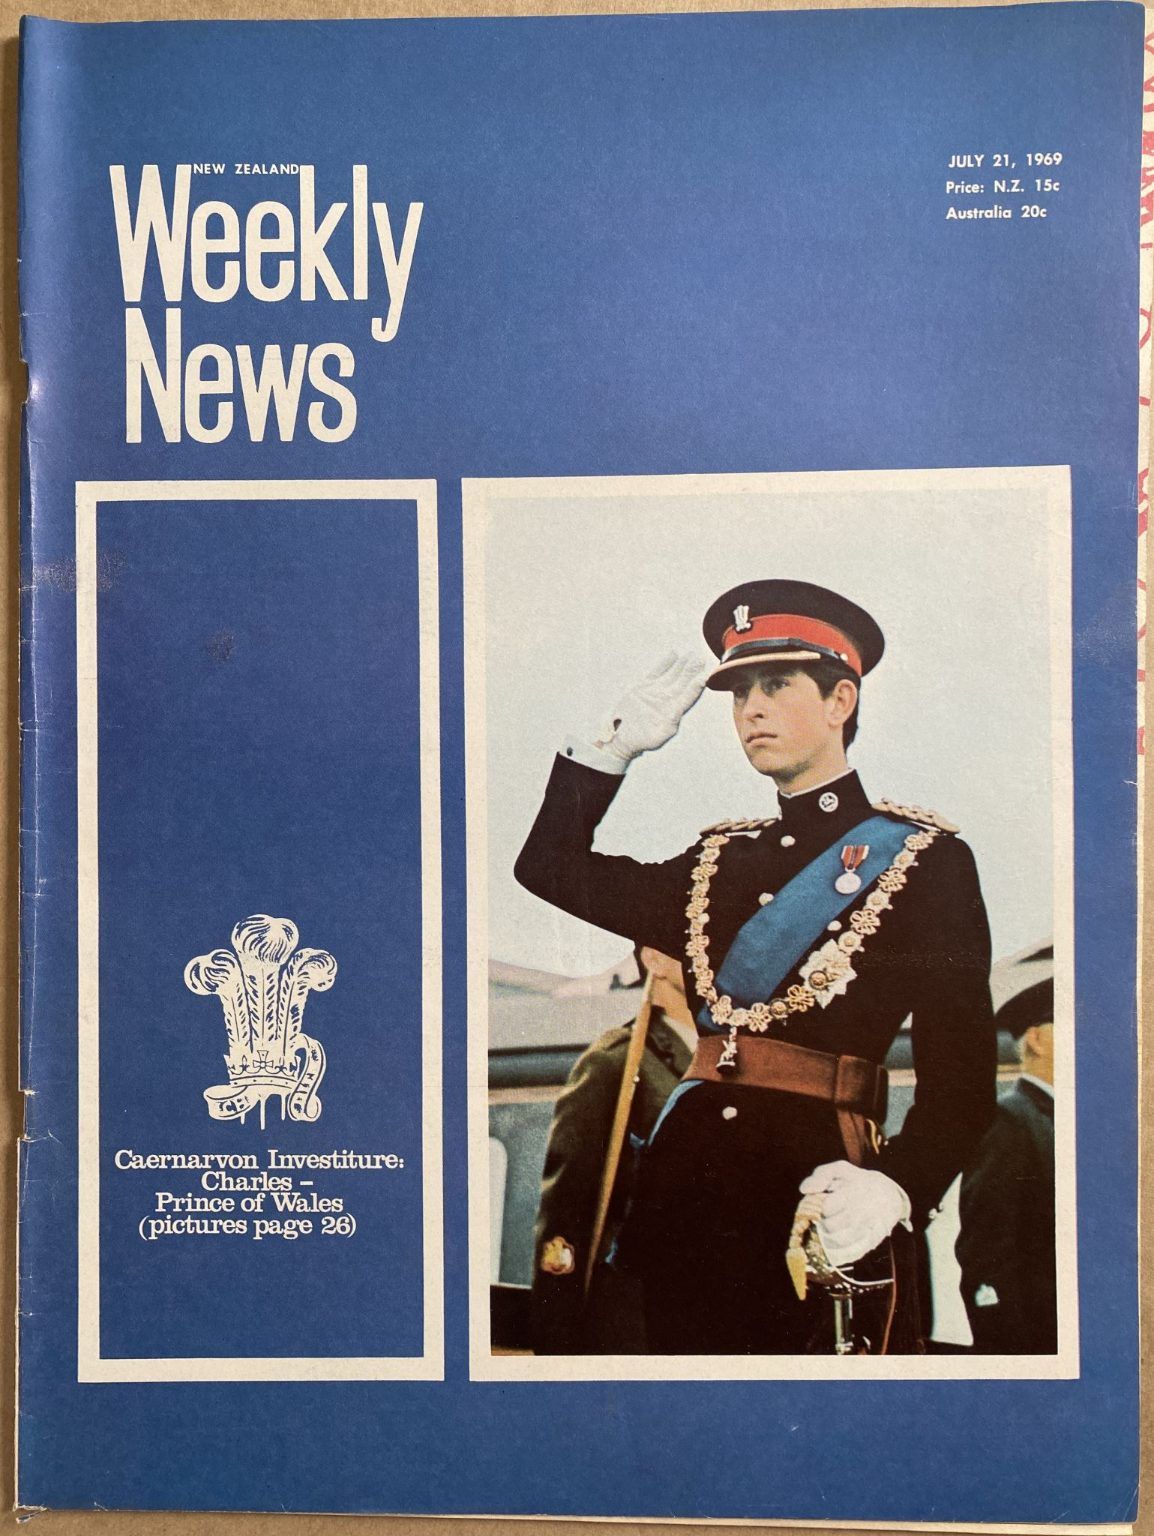 NEW ZEALAND
Weekly
News
JULY 21, 1969
Price: N.Z. 15c
Australia 20c
Caernarvon Investiture:
Charles –
Prince of Wales
(pictures page 26)